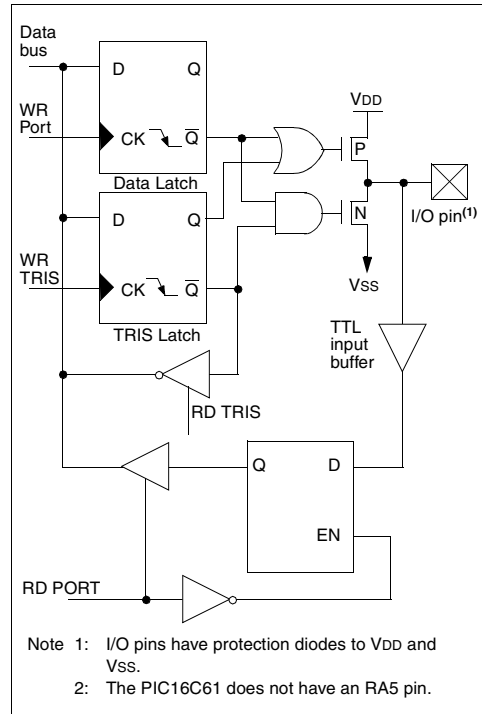 Data
bus
D Q
VDD
WR
Port
CK Q
P
Data Latch
I/O pin(1)
D Q
N
WR
TRIS
CK Q
VSS
TRIS Latch
TTL
input
buffer
RD TRIS
Q D
EN
RD PORT
Note 1: I/O pins have protection diodes to VDD and
VSS.
2: The PIC16C61 does not have an RA5 pin.